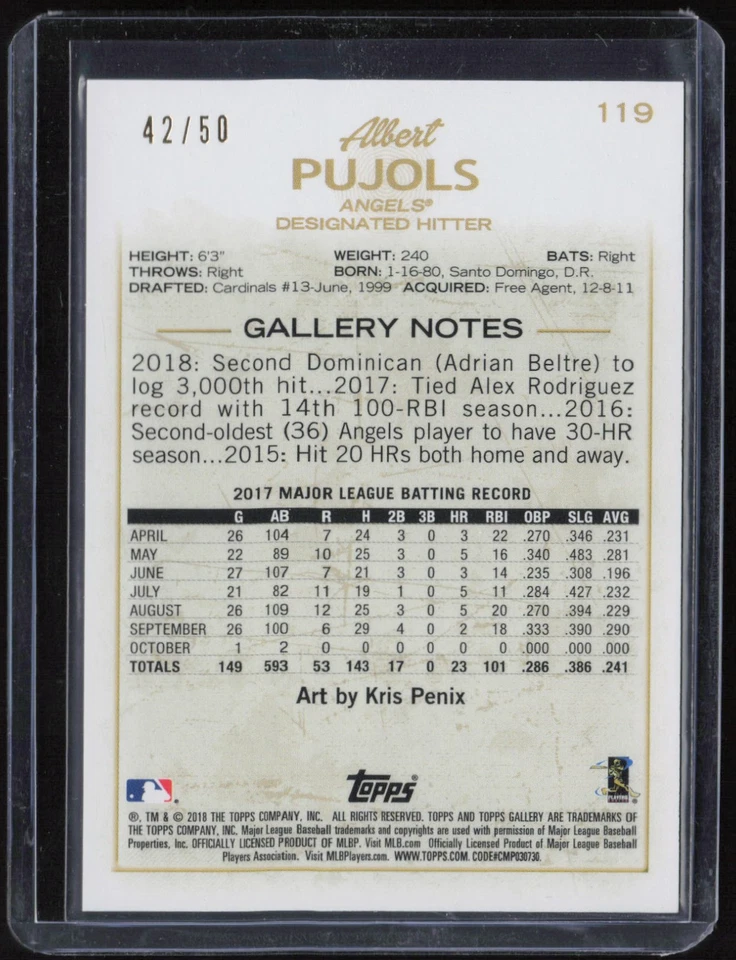 42/50
119
Albert
PUJOLS
ANGELS®
DESIGNATED HITTER
HEIGHT: 6'3" WEIGHT: 240 BATS: Right
THROWS: Right BORN: 1-16-80, Santo Domingo, D.R.
DRAFTED: Cardinals #13-June, 1999 ACQUIRED: Free Agent, 12-8-11
GALLERY NOTES
2018: Second Dominican (Adrian Beltre) to
log 3,000th hit...2017: Tied Alex Rodriguez
record with 14th 100-RBI season...2016:
Second-oldest (36) Angels player to have 30-HR
season...2015: Hit 20 HRs both home and away.
2017 MAJOR LEAGUE BATTING RECORD
G AB R H 2B 3B HR RBI OBP SLG AVG
APRIL 26 104 7 24 3 0 3 22 .270 .346 .231
MAY 22 89 10 25 3 0 5 16 .340 .483 .281
JUNE 27 107 7 21 3 0 3 14 .235 .308 .196
JULY 21 82 11 19 1 0 5 11 .284 .427 .232
AUGUST 26 109 12 25 3 0 5 20 .270 .394 .229
SEPTEMBER 26 100 6 29 4 0 2 18 .333 .390 .290
OCTOBER 1 2 0 0 0 0 0 0 .000 .000 .000
TOTALS 149 593 53 143 17 0 23 101 .286 .386 .241
Art by Kris Penix
Topps®
PLAYERS
®, TM & © 2018 THE TOPPS COMPANY, INC. ALL RIGHTS RESERVED. TOPPS AND TOPPS GALLERY ARE TRADEMARKS OF
THE TOPPS COMPANY, INC. Major League Baseball trademarks and copyrights are used with permission of Major League Baseball
Properties, Inc. OFFICIALLY LICENSED PRODUCT OF MLBP. Visit MLB.com Officially Licensed Product of Major League Baseball
Players Association. Visit MLBPlayers.com. WWW.TOPPS.COM. CODE#CMP030730.